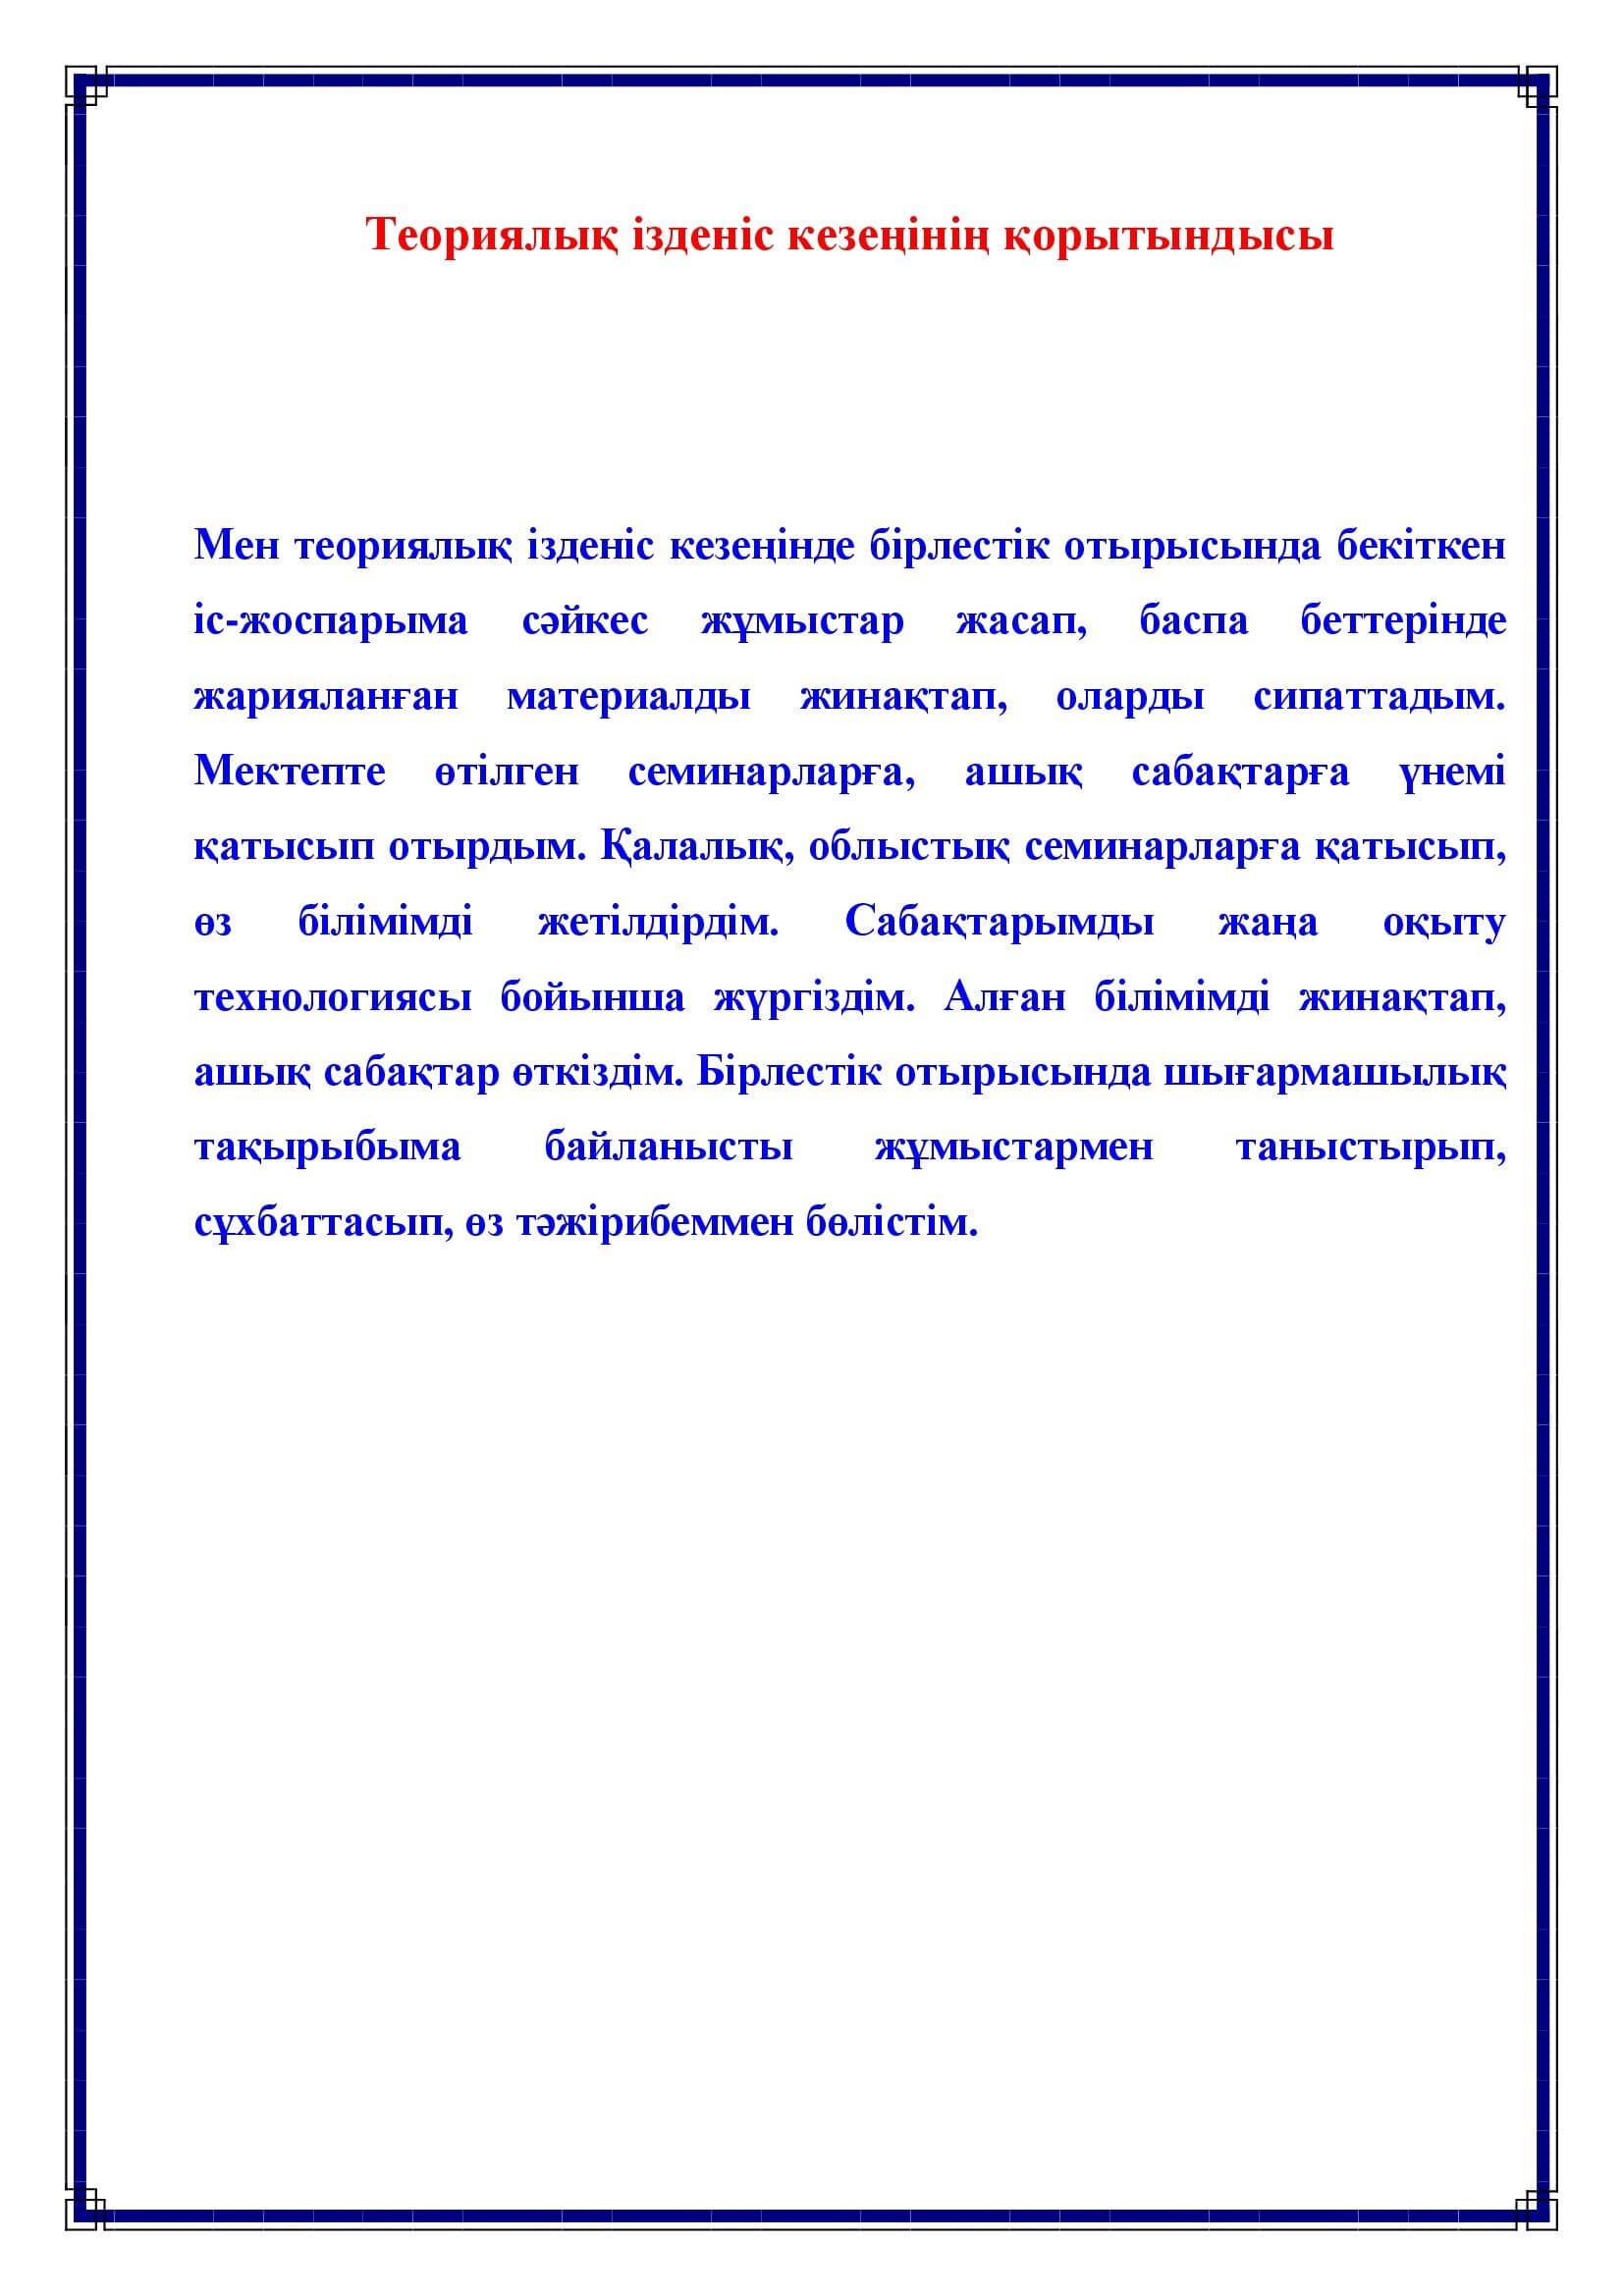 Теориялық ізденіс кезеңінің қорытындысы
Мен теориялық ізденіс кезеңінде бірлестік отырысында бекіткен
іс-жоспарыма сәйкес жұмыстар жасап, баспа беттерінде
жарияланған материалды жинақтап, оларды сипаттадым.
Мектепте өтілген семинарларға, ашық сабақтарға үнемі
қатысып отырдым. Қалалық, облыстық семинарларға қатысып,
өз білімімді жетілдірдім. Сабақтарымды жаңа оқыту
технологиясы бойынша жүргіздім. Алған білімімді жинақтап,
ашық сабақтар өткіздім. Бірлестік отырысында шығармашылық
тақырыбыма байланысты жұмыстармен таныстырып,
сұхбаттасып, өз тәжірибеммен бөлістім.